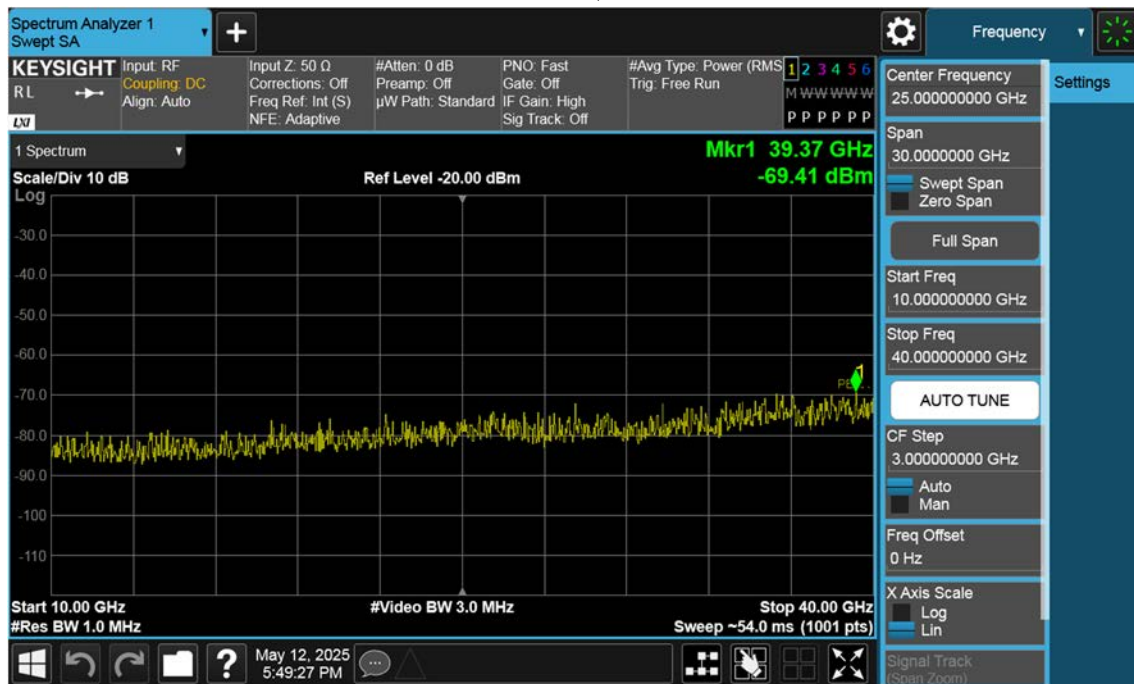 Spectrum Analyzer 1
Swept SA
Frequency
KEYSIGHT
RL
LXI
Input: RF
Coupling: DC
Align: Auto
Input Z: 50 Ω
Corrections: Off
Freq Ref: Int (S)
NFE: Adaptive
#Atten: 0 dB
Preamp: Off
µW Path: Standard
PNO: Fast
Gate: Off
IF Gain: High
Sig Track: Off
#Avg Type: Power (RMS
Trig: Free Run
1 2 3 4 5 6
M W W W W W
P P P P P P
1 Spectrum
Scale/Div 10 dB
Log
Ref Level -20.00 dBm
Mkr1 39.37 GHz
-69.41 dBm
-30.0
-40.0
-50.0
-60.0
-70.0
-80.0
-90.0
-100
-110
1
Start 10.00 GHz
#Res BW 1.0 MHz
#Video BW 3.0 MHz
Stop 40.00 GHz
Sweep ~54.0 ms (1001 pts)
May 12, 2025
5:49:27 PM
Center Frequency
25.000000000 GHz
Span
30.0000000 GHz
Swept Span
Zero Span
Full Span
Start Freq
10.000000000 GHz
Stop Freq
40.000000000 GHz
AUTO TUNE
CF Step
3.000000000 GHz
Auto
Man
Freq Offset
0 Hz
X Axis Scale
Log
Lin
Signal Track
(Span Zoom)
Settings